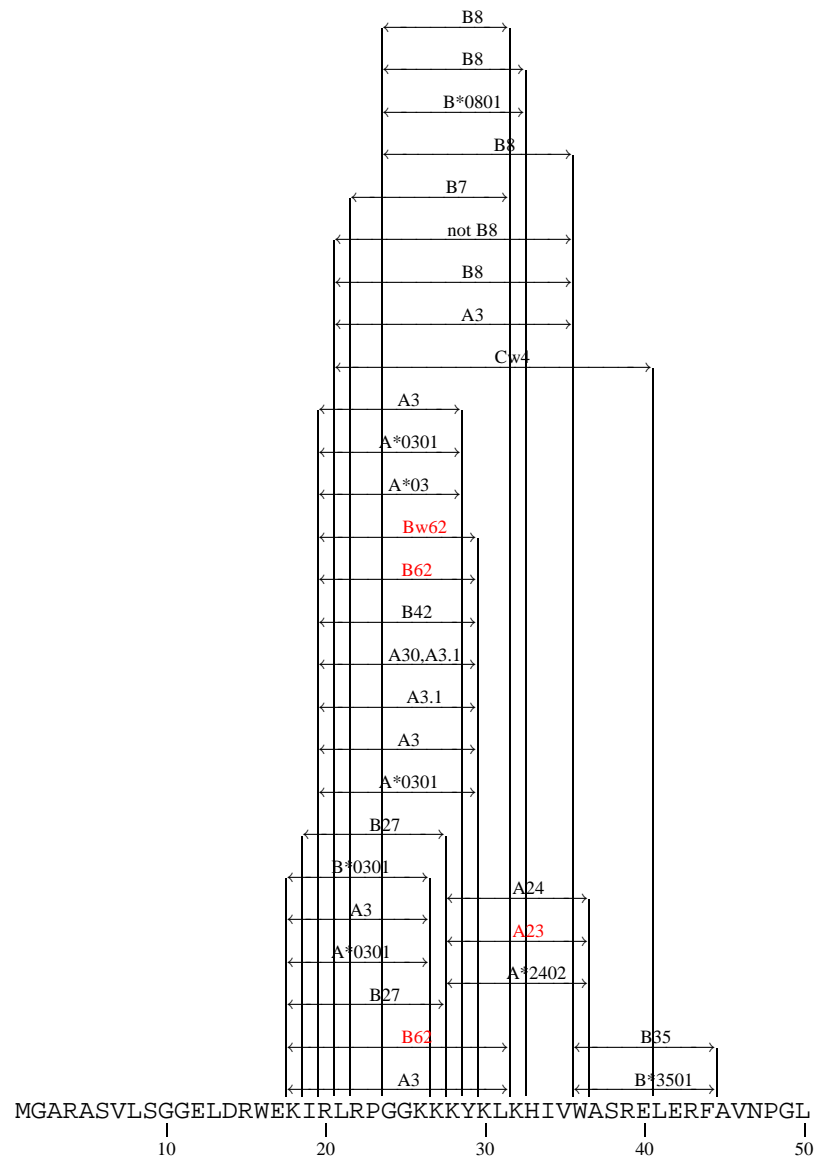 B8
B8
B*0801
B8
B7
not B8
B8
A3
Cw4
A3
A*0301
A*03
Bw62
B62
B42
A30,A3.1
A3.1
A3
A*0301
B27
B*0301
A24
A3
A23
A*0301
A*2402
B27
B62
B35
A3
B*3501
MGARASVLSGGELDRWEKIRLRPGGKKKYKLKHIVWASRELERFAVNPGL
10 20 30 40 50